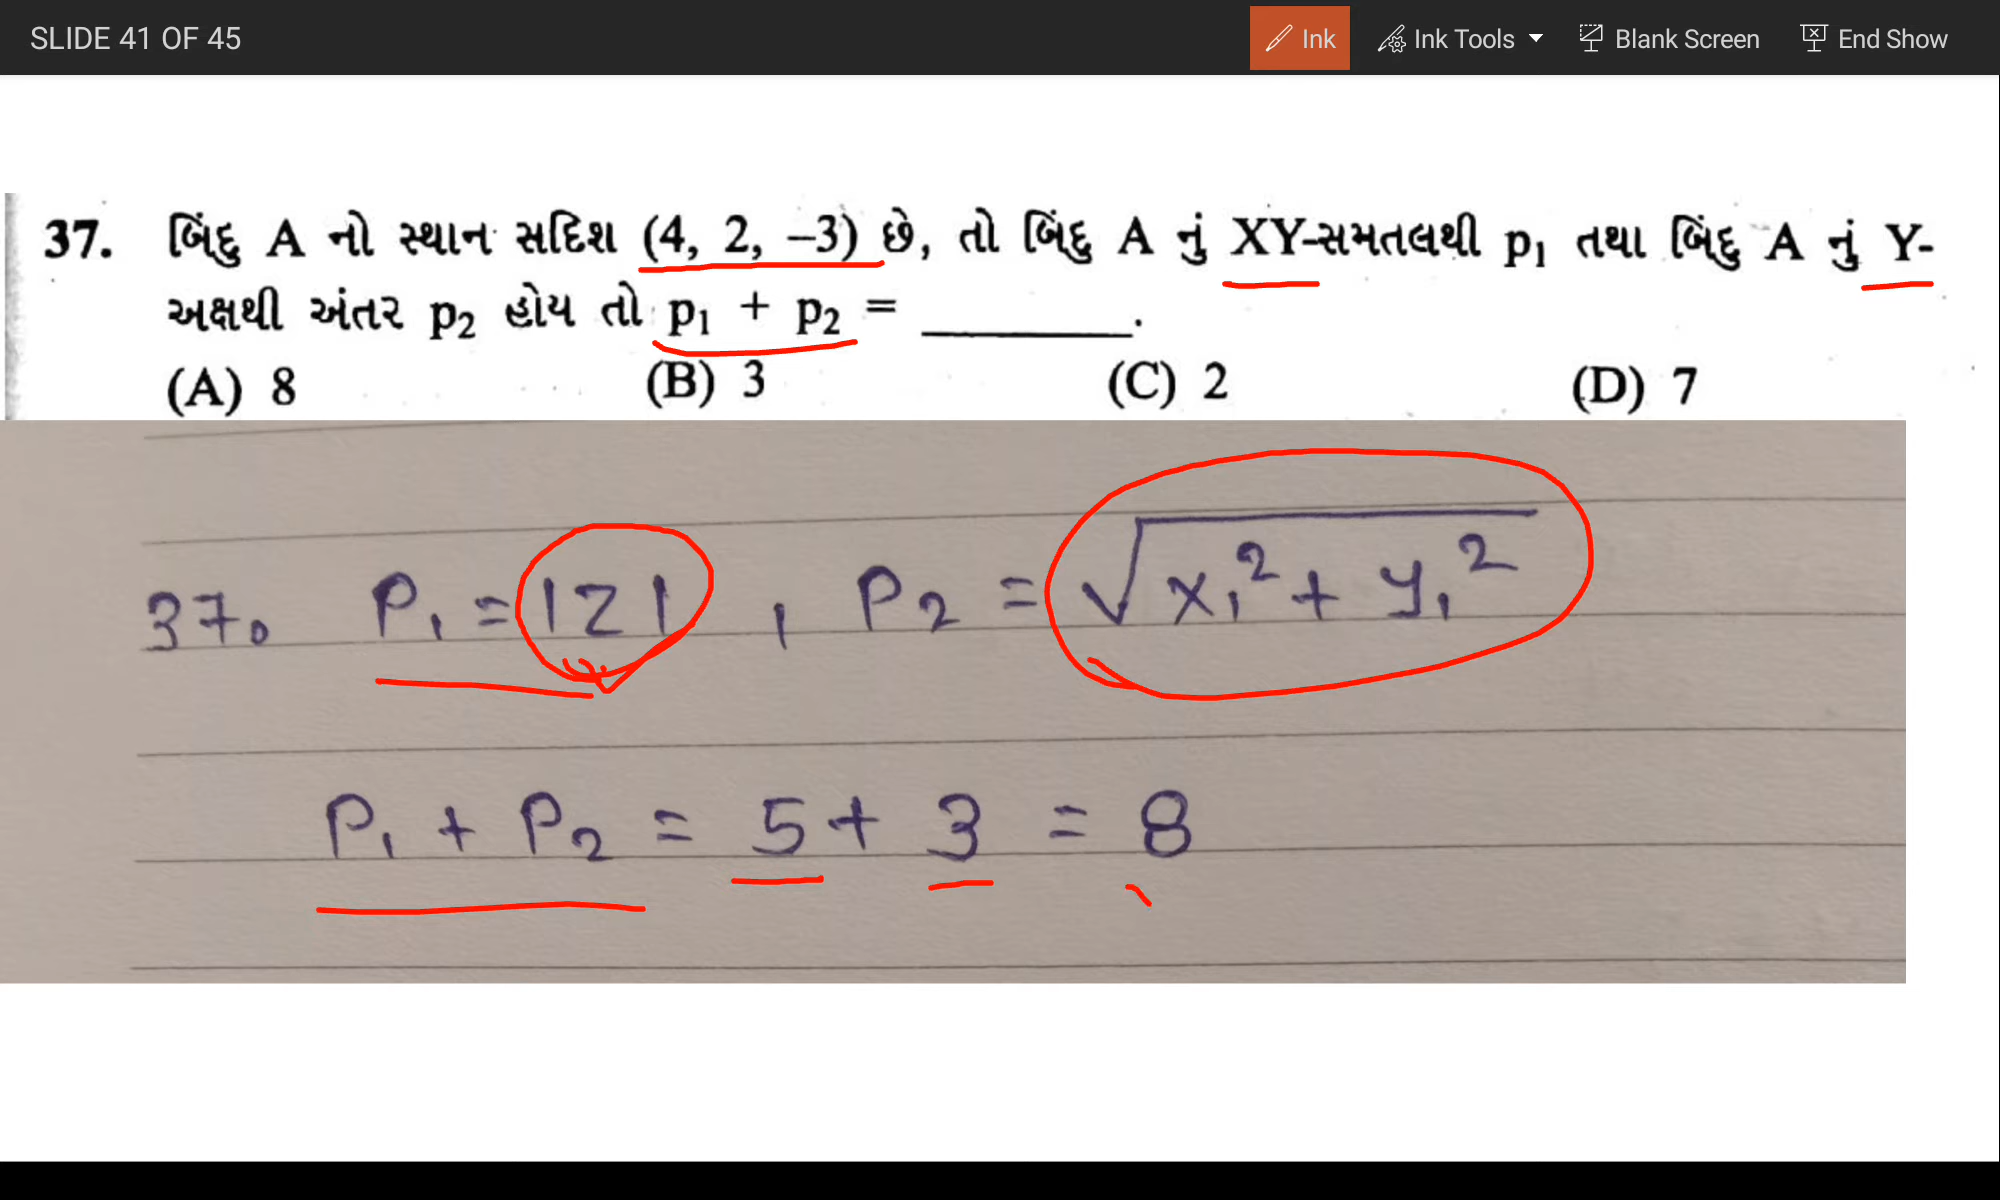 SLIDE 41 OF 45
Ink
Ink Tools
Blank Screen
End Show
37. બિંદુ A નો સ્થાન સદિશ (4, 2, –3) છે, તો બિંદુ A નું XY-સમતલથી p₁ તથા બિંદુ A નું Y-
અક્ષથી અંતર p₂ હોય તો p₁ + p₂ = ________.
(A) 8 (B) 3 (C) 2 (D) 7
37. P₁ = |z| , P₂ = √(x₁² + y₁²)
P₁ + P₂ = 5 + 3 = 8